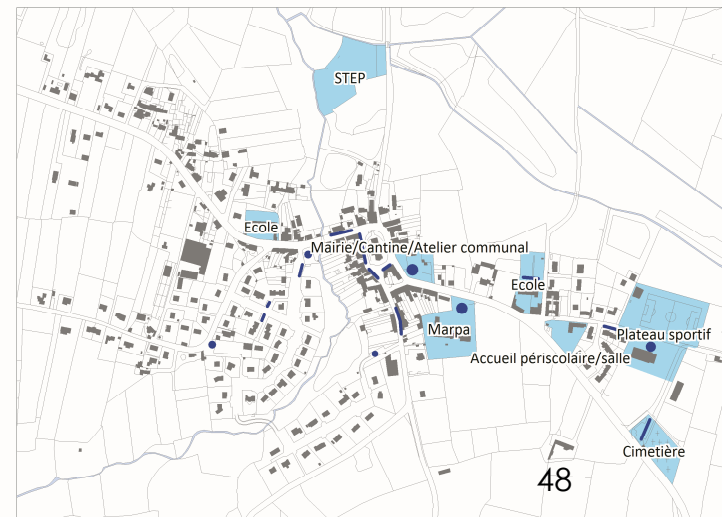 STEP
Ecole
Mairie/Cantine/Atelier communal
Ecole
Marpa
Plateau sportif
Accueil périscolaire/salle
Cimetière
48